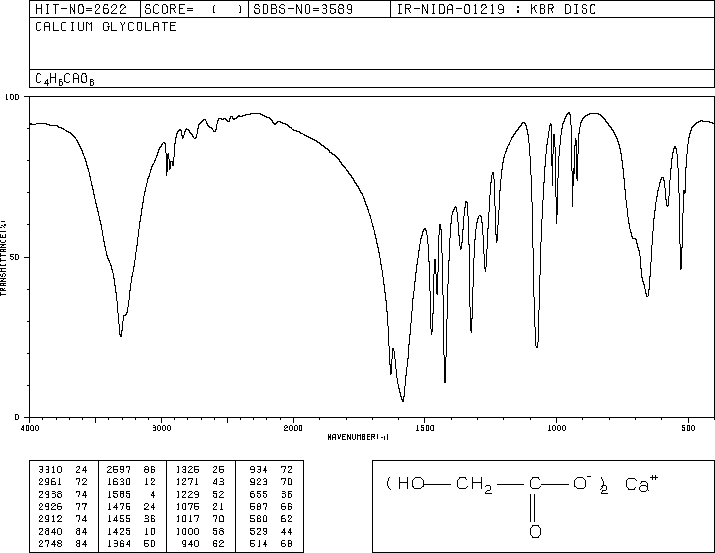 HIT-NO=2622 SCORE= ( ) SDBS-NO=3589 IR-NIDA-01219 : KBR DISC
CALCIUM GLYCOLATE
C4H6CAO6
100
50
0
TRANSMITTANCE(%)
4000 3000 2000 1500 1000 500
WAVENUMBER(-1)
3310 24 2597 86 1326 25 934 72
2961 72 1630 12 1271 43 923 70
2938 74 1585 4 1229 52 655 36
2926 77 1476 24 1076 21 587 66
2912 74 1455 36 1017 70 580 62
2840 84 1425 10 1000 58 529 44
2748 84 1364 50 940 62 514 68
(HO CH2 C O-)2 Ca++
O